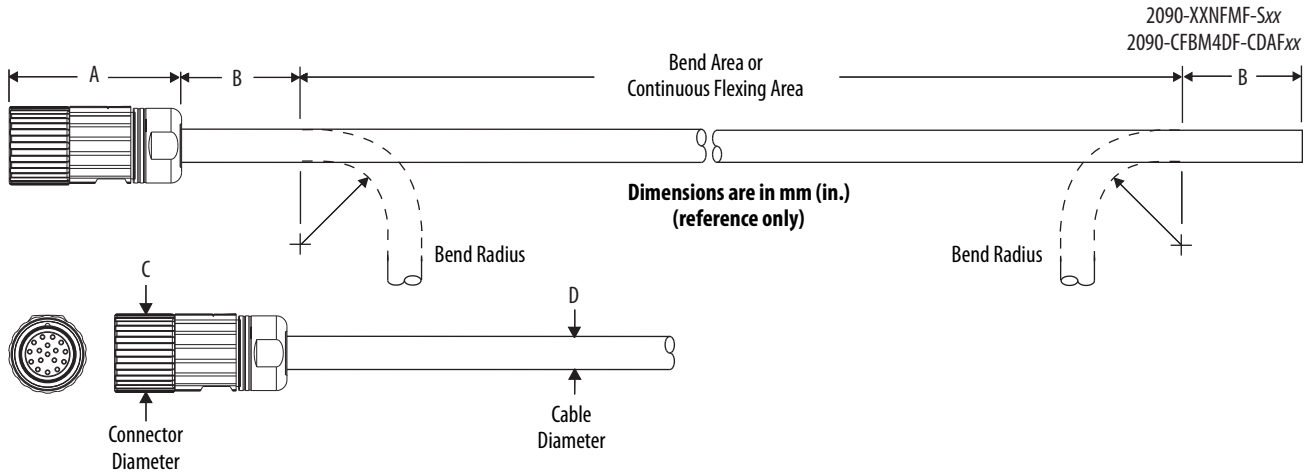 2090-XXNFMF-Sxx
2090-CFBM4DF-CDAFxx
A
B
Bend Area or
Continuous Flexing Area
B
Dimensions are in mm (in.)
(reference only)
Bend Radius
Bend Radius
C
D
Connector
Diameter
Cable
Diameter